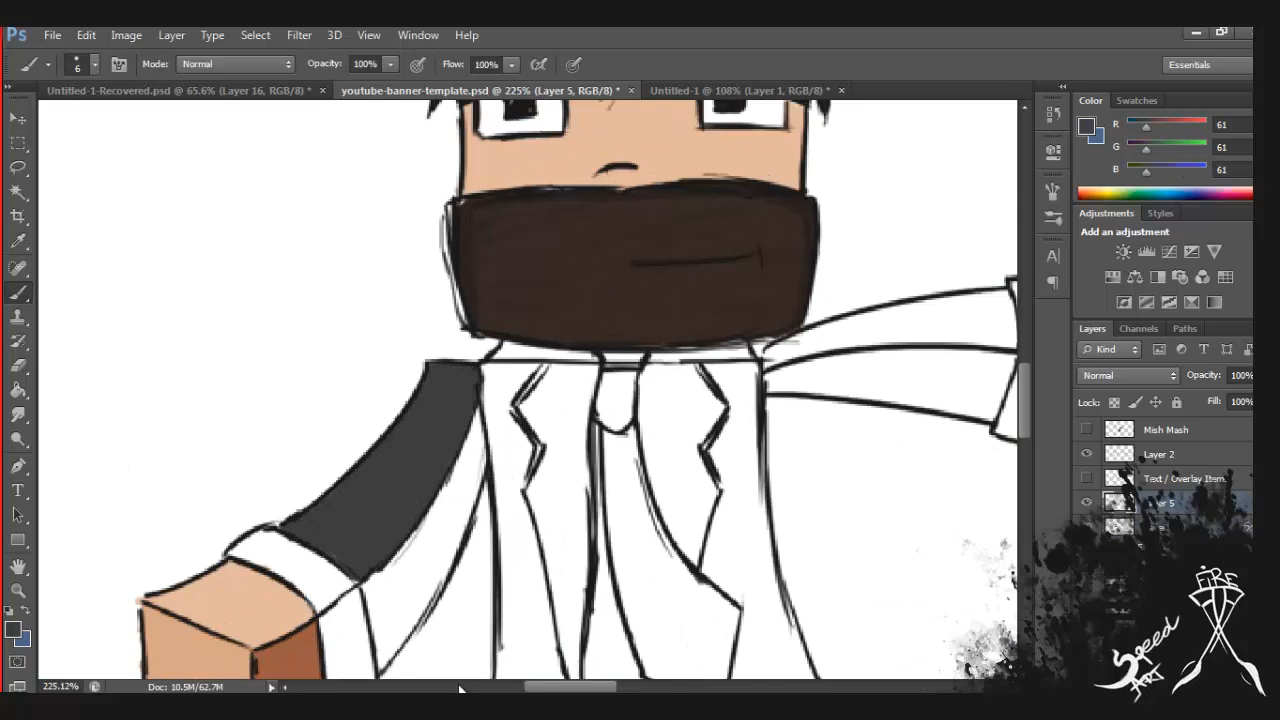 Ps File Edit Image Layer Type Select Filter 3D View Window Help
6 Mode: Normal Opacity: 100% Flow: 100% Essentials
Untitled-1-Recovered.psd @ 65.6% (Layer 16, RGB/8) * × youtube-banner-template.psd @ 225% (Layer 5, RGB/8) * × Untitled-1 @ 108% (Layer 1, RGB/8) * ×
Color Swatches
R 61
G 61
B 61
Adjustments Styles
Add an adjustment
Layers Channels Paths
Kind
Normal Opacity: 100%
Lock: Fill: 100%
Mish Mash
Layer 2
Text / Overlay Item
225.12% Doc: 10.5M/62.7M
FiRE
Speed
ART